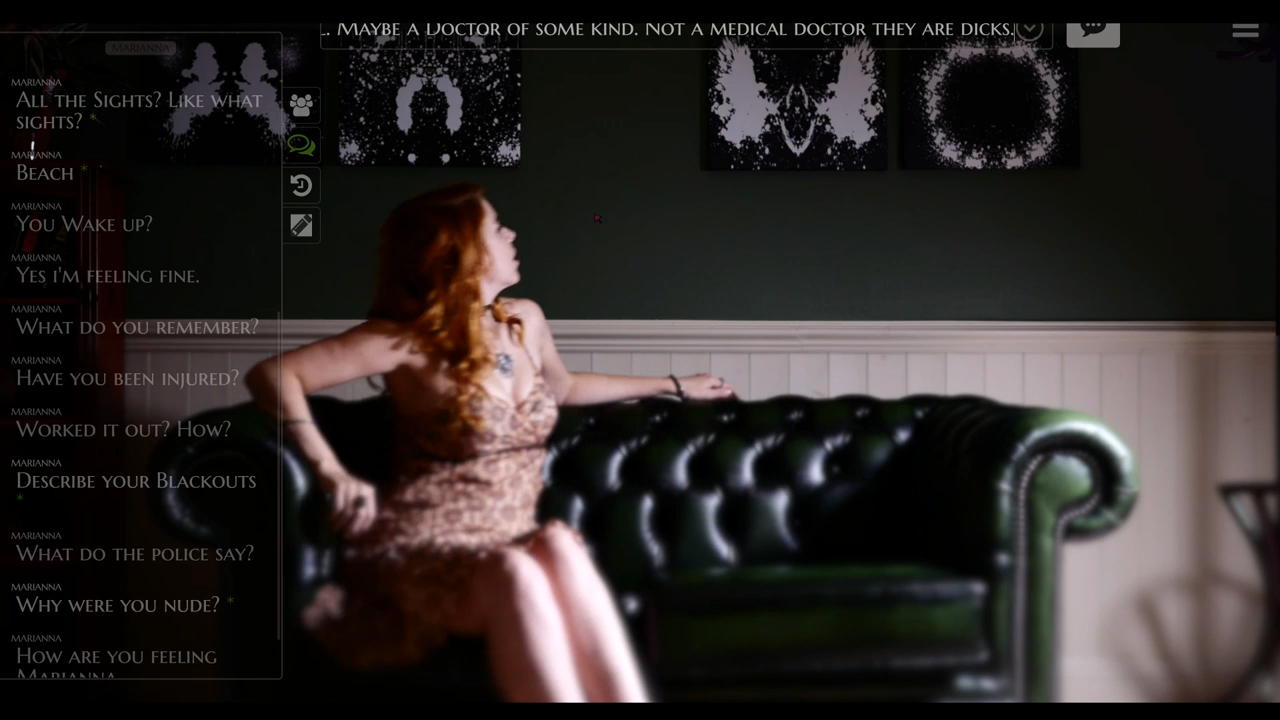 . Maybe a Doctor of some kind. Not a medical doctor they are dicks.
Marianna
Marianna
All the Sights? Like what
sights? *
Marianna
Beach *
Marianna
You Wake up?
Marianna
Yes I'm feeling fine.
Marianna
What do you remember?
Marianna
Have you been injured?
Marianna
Worked it out? How?
Marianna
Describe your Blackouts
*
Marianna
What do the police say?
Marianna
Why were you nude? *
Marianna
How are you feeling
Marianna